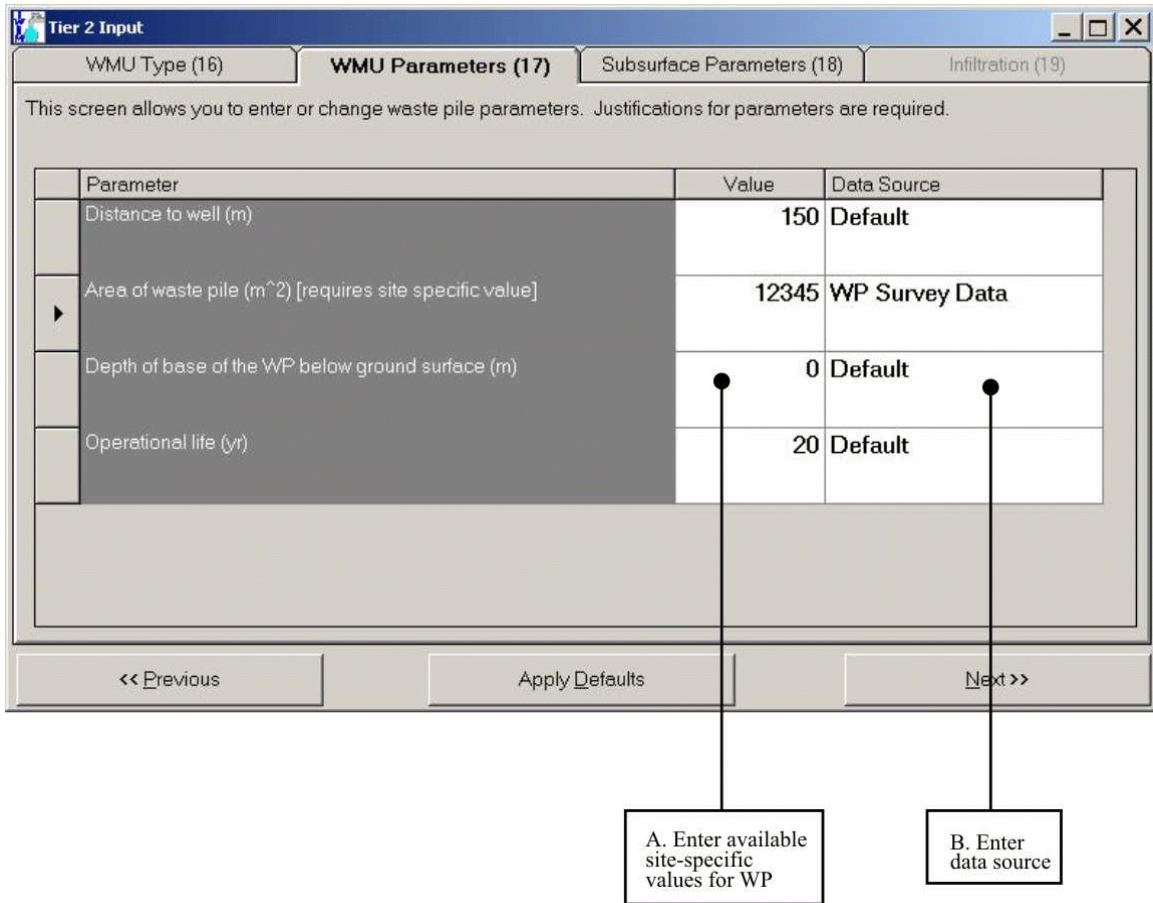 Tier 2 Input
WMU Type (16) WMU Parameters (17) Subsurface Parameters (18) Infiltration (19)
This screen allows you to enter or change waste pile parameters. Justifications for parameters are required.
Parameter Value Data Source
Distance to well (m) 150 Default
Area of waste pile (m^2) [requires site specific value] 12345 WP Survey Data
Depth of base of the WP below ground surface (m) 0 Default
Operational life (yr) 20 Default
<< Previous Apply Defaults Next >>
A. Enter available
site-specific
values for WP
B. Enter
data source